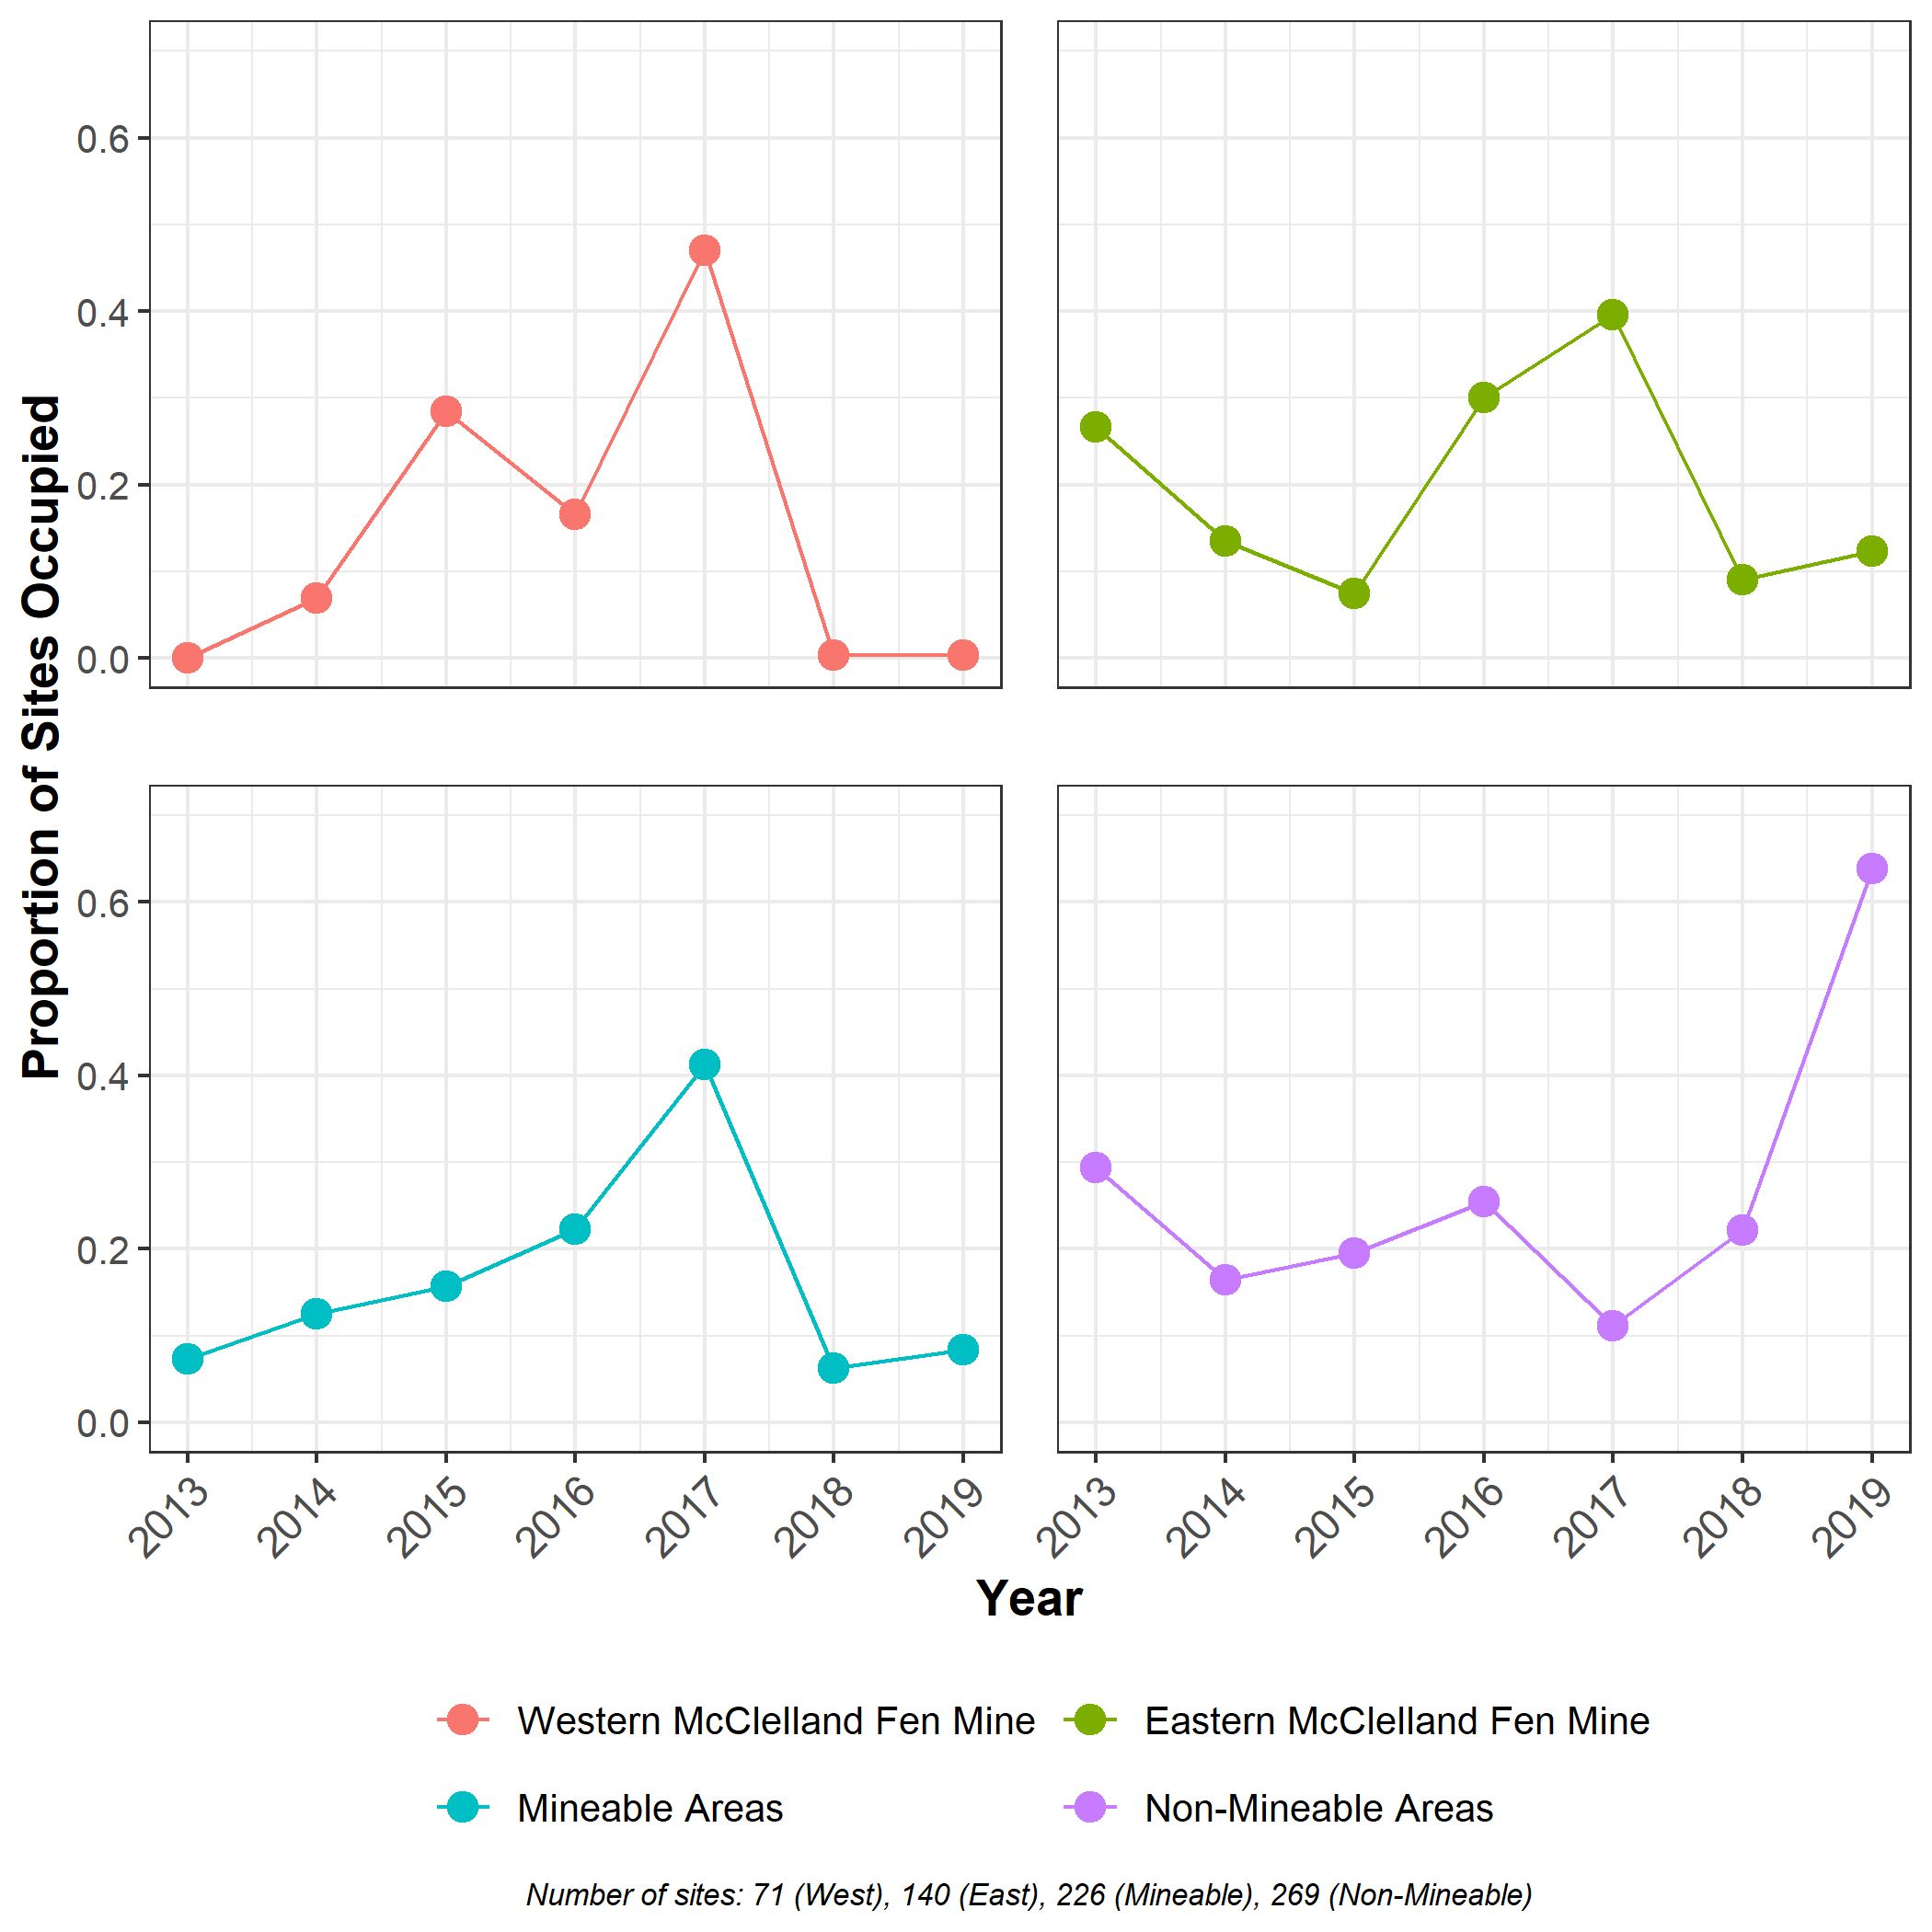 Proportion of Sites Occupied
0.6
0.4
0.2
0.0
0.6
0.4
0.2
0.0
2013 2014 2015 2016 2017 2018 2019 2013 2014 2015 2016 2017 2018 2019
Year
Western McClelland Fen Mine Eastern McClelland Fen Mine
Mineable Areas Non-Mineable Areas
Number of sites: 71 (West), 140 (East), 226 (Mineable), 269 (Non-Mineable)